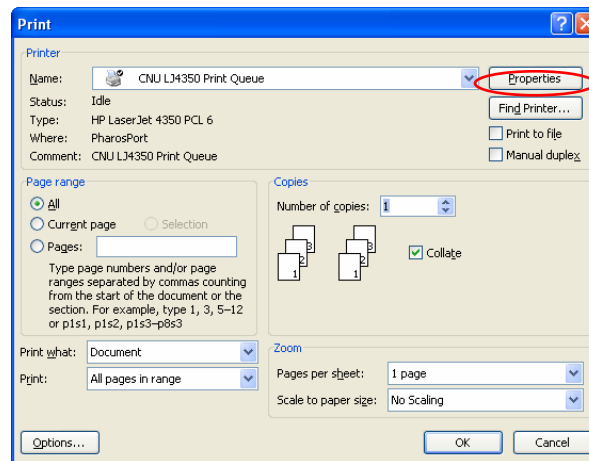 Print
Printer
Name: CNU LJ4350 Print Queue Properties
Status: Idle Find Printer...
Type: HP LaserJet 4350 PCL 6
Where: PharosPort Print to file
Comment: CNU LJ4350 Print Queue Manual duplex
Page range Copies
All Number of copies: 1
Current page Selection
Pages: Collate
1 2 3 1 2 3
Type page numbers and/or page
ranges separated by commas counting
from the start of the document or the
section. For example, type 1, 3, 5–12
or p1s1, p1s2, p1s3–p8s3
Print what: Document Zoom
Print: All pages in range Pages per sheet: 1 page
Scale to paper size: No Scaling
Options... OK Cancel